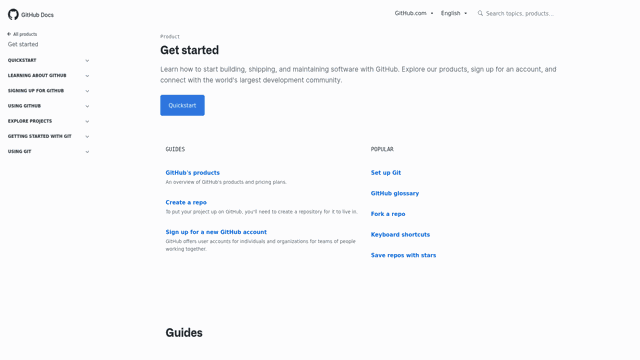 GitHub Docs
GitHub.com
English
Search topics, products...
All products
Get started
QUICKSTART
LEARNING ABOUT GITHUB
SIGNING UP FOR GITHUB
USING GITHUB
EXPLORE PROJECTS
GETTING STARTED WITH GIT
USING GIT
Product
Get started
Learn how to start building, shipping, and maintaining software with GitHub. Explore our products, sign up for an account, and
connect with the world's largest development community.
Quickstart
GUIDES
GitHub's products
An overview of GitHub's products and pricing plans.
Create a repo
To put your project up on GitHub, you'll need to create a repository for it to live in.
Sign up for a new GitHub account
GitHub offers user accounts for individuals and organizations for teams of people
working together.
POPULAR
Set up Git
GitHub glossary
Fork a repo
Keyboard shortcuts
Save repos with stars
Guides